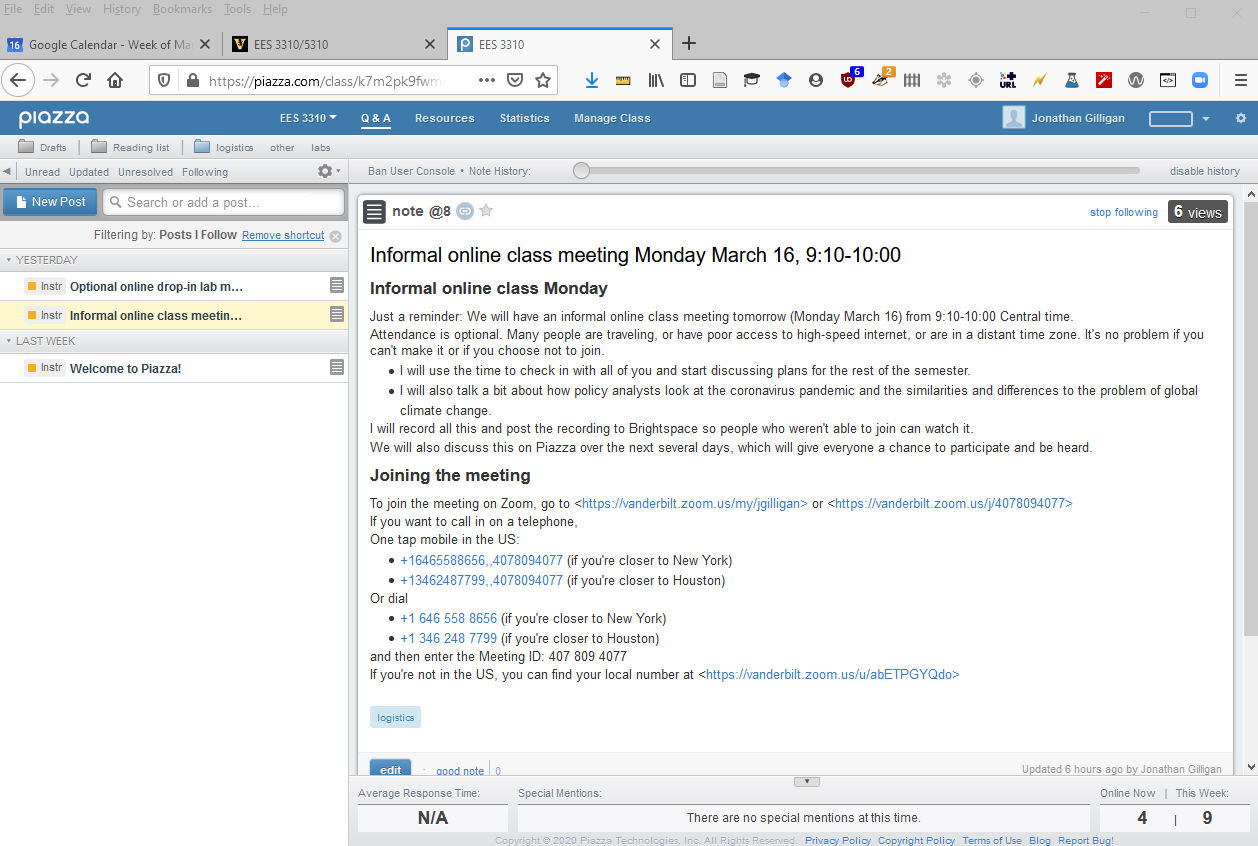 File Edit View History Bookmarks Tools Help
16 Google Calendar - Week of Ma
V EES 3310/5310
p EES 3310
https://piazza.com/class/k7m2pk9fwm
6
2
URL
piazza
EES 3310 Q & A Resources Statistics Manage Class Jonathan Gilligan
Drafts Reading list logistics other labs
Unread Updated Unresolved Following
Ban User Console • Note History: disable history
New Post Search or add a post…
Filtering by: Posts I Follow Remove shortcut
YESTERDAY
Instr Optional online drop-in lab m…
Instr Informal online class meetin…
LAST WEEK
Instr Welcome to Piazza!
note @8 stop following 6 views
Informal online class meeting Monday March 16, 9:10-10:00
Informal online class Monday
Just a reminder: We will have an informal online class meeting tomorrow (Monday March 16) from 9:10-10:00 Central time.
Attendance is optional. Many people are traveling, or have poor access to high-speed internet, or are in a distant time zone. It's no problem if you
can't make it or if you choose not to join.
• I will use the time to check in with all of you and start discussing plans for the rest of the semester.
• I will also talk a bit about how policy analysts look at the coronavirus pandemic and the similarities and differences to the problem of global
climate change.
I will record all this and post the recording to Brightspace so people who weren't able to join can watch it.
We will also discuss this on Piazza over the next several days, which will give everyone a chance to participate and be heard.
Joining the meeting
To join the meeting on Zoom, go to <https://vanderbilt.zoom.us/my/jgilligan> or <https://vanderbilt.zoom.us/j/4078094077>
If you want to call in on a telephone,
One tap mobile in the US:
• +16465588656,,4078094077 (if you're closer to New York)
• +13462487799,,4078094077 (if you're closer to Houston)
Or dial
• +1 646 558 8656 (if you're closer to New York)
• +1 346 248 7799 (if you're closer to Houston)
and then enter the Meeting ID: 407 809 4077
If you're not in the US, you can find your local number at <https://vanderbilt.zoom.us/u/abETPGYQdo>
logistics
edit · good note 0 Updated 6 hours ago by Jonathan Gilligan
Average Response Time: Special Mentions: Online Now | This Week:
N/A There are no special mentions at this time. 4 | 9
Copyright © 2020 Piazza Technologies, Inc. All Rights Reserved. Privacy Policy Copyright Policy Terms of Use Blog Report Bug!